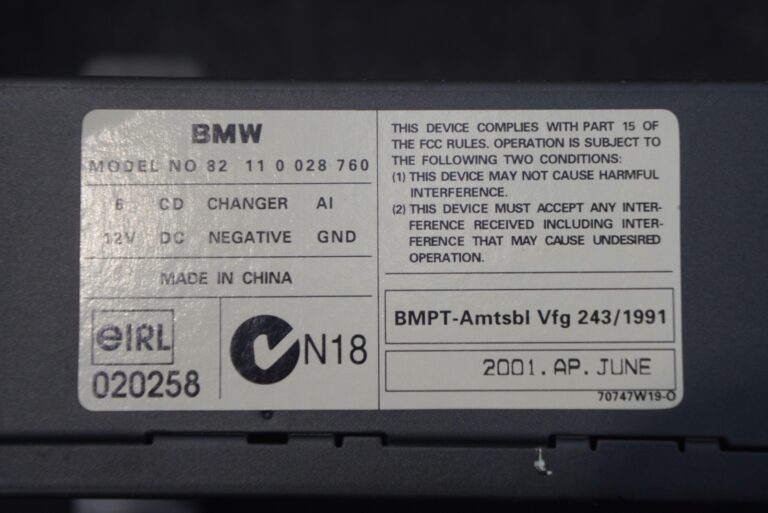 BMW
MODEL NO 82 11 0 028 760
6 CD CHANGER AI
12V DC NEGATIVE GND
MADE IN CHINA
eIRL
020258
N18
THIS DEVICE COMPLIES WITH PART 15 OF
THE FCC RULES. OPERATION IS SUBJECT TO
THE FOLLOWING TWO CONDITIONS:
(1) THIS DEVICE MAY NOT CAUSE HARMFUL
INTERFERENCE.
(2) THIS DEVICE MUST ACCEPT ANY INTER-
FERENCE RECEIVED INCLUDING INTER-
FERENCE THAT MAY CAUSE UNDESIRED
OPERATION.
BMPT-Amtsbl Vfg 243/1991
2001.AP.JUNE
70747W19-O